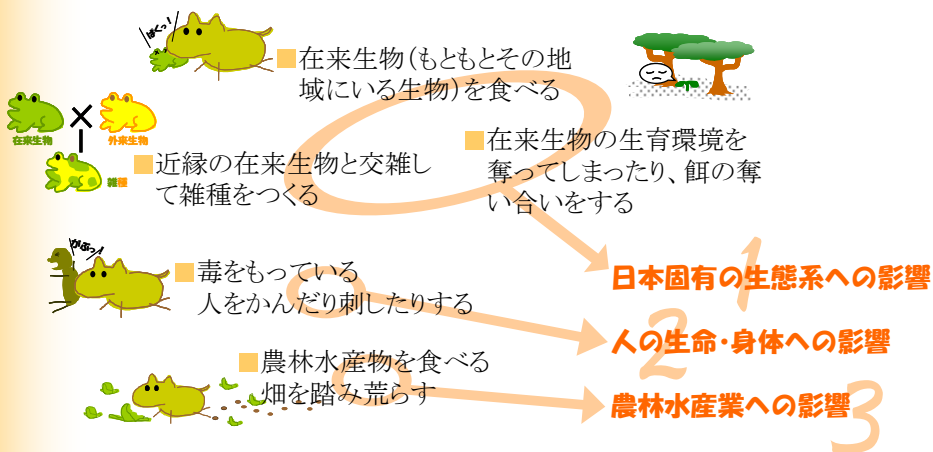 ぱくっ!
■在来生物(もともとその地
域にいる生物)を食べる
在来生物
×
外来生物
雑種
■近縁の在来生物と交雑し
て雑種をつくる
■在来生物の生育環境を
奪ってしまったり、餌の奪
い合いをする
がぶっ!
■毒をもっている
人をかんだり刺したりする
■農林水産物を食べる
畑を踏み荒らす
1
日本固有の生態系への影響
2
人の生命・身体への影響
3
農林水産業への影響